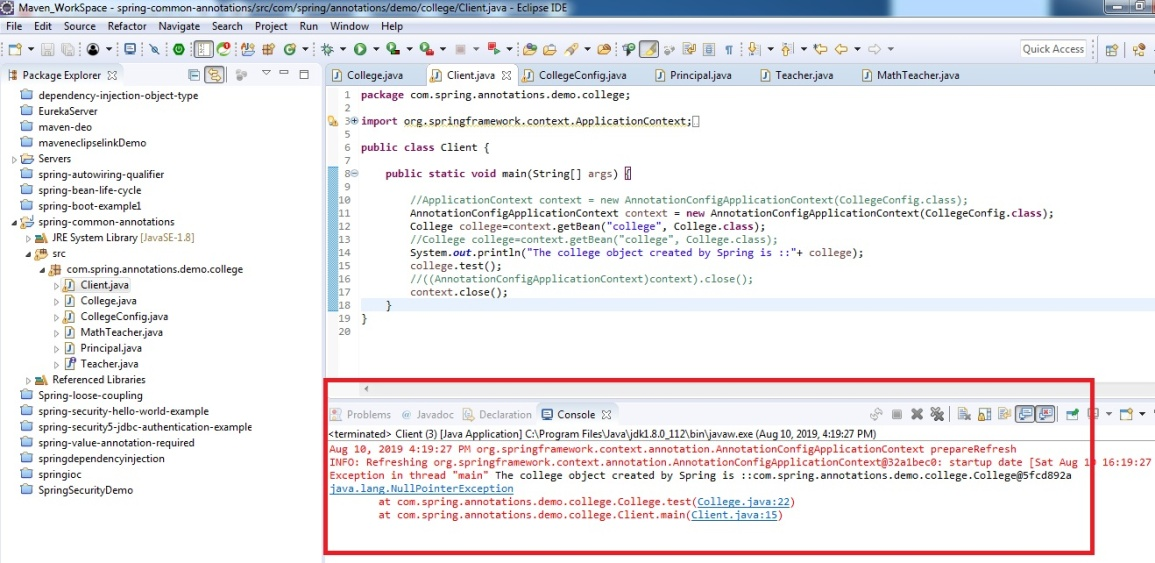 Maven_WorkSpace - spring-common-annotations/src/com/spring/annotations/demo/college/Client.java - Eclipse IDE
File Edit Source Refactor Navigate Search Project Run Window Help
Quick Access
Package Explorer
dependency-injection-object-type
EurekaServer
maven-deo
maveneclipselinkDemo
Servers
spring-autowiring-qualifier
spring-bean-life-cycle
spring-boot-example1
spring-common-annotations
JRE System Library [JavaSE-1.8]
src
com.spring.annotations.demo.college
Client.java
College.java
CollegeConfig.java
MathTeacher.java
Principal.java
Teacher.java
Referenced Libraries
Spring-loose-coupling
spring-security-hello-world-example
spring-security5-jdbc-authentication-example
spring-value-annotation-required
springdependencyinjection
springioc
SpringSecurityDemo
College.java Client.java CollegeConfig.java Principal.java Teacher.java MathTeacher.java
1 package com.spring.annotations.demo.college;
2
3 import org.springframework.context.ApplicationContext;
5
6 public class Client {
7
8 public static void main(String[] args) {
9
10 //ApplicationContext context = new AnnotationConfigApplicationContext(CollegeConfig.class);
11 AnnotationConfigApplicationContext context = new AnnotationConfigApplicationContext(CollegeConfig.class);
12 College college=context.getBean("college", College.class);
13 //College college=context.getBean("college", College.class);
14 System.out.println("The college object created by Spring is ::"+ college);
15 college.test();
16 //((AnnotationConfigApplicationContext)context).close();
17 context.close();
18 }
19 }
20
Problems Javadoc Declaration Console
<terminated> Client (3) [Java Application] C:\Program Files\Java\jdk1.8.0_112\bin\javaw.exe (Aug 10, 2019, 4:19:27 PM)
Aug 10, 2019 4:19:27 PM org.springframework.context.annotation.AnnotationConfigApplicationContext prepareRefresh
INFO: Refreshing org.springframework.context.annotation.AnnotationConfigApplicationContext@32a1bec0: startup date [Sat Aug 10 16:19:27
Exception in thread "main" The college object created by Spring is ::com.spring.annotations.demo.college.College@5fcd892a
java.lang.NullPointerException
at com.spring.annotations.demo.college.College.test(College.java:22)
at com.spring.annotations.demo.college.Client.main(Client.java:15)